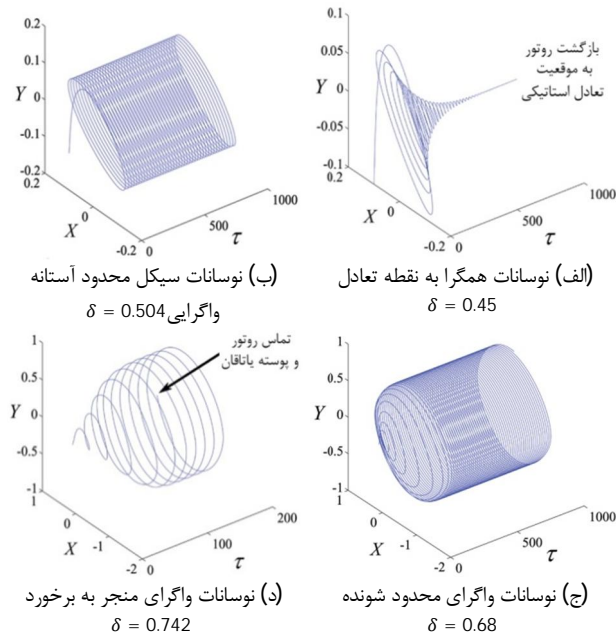 0.1
0.05
0
-0.05
-0.1
Y
0.2
0
-0.2
X
0
500
1000
τ
بازگشت روتور
به موقعیت
تعادل استاتیکی
(الف) نوسانات همگرا به نقطه تعادل
δ = 0.45
0.2
0.1
0
-0.1
-0.2
Y
0.2
0
-0.2
X
0
500
1000
τ
(ب) نوسانات سیکل محدود آستانه
واگرایی δ = 0.504
1
0.5
0
-0.5
-1
Y
1
0
-1
-2
X
0
500
1000
τ
(ج) نوسانات واگرای محدود شونده
δ = 0.68
تماس روتور
و پوسته یاتاقان
1
0.5
0
-0.5
-1
Y
1
0
-1
-2
X
0
100
200
τ
(د) نوسانات واگرای منجر به برخورد
δ = 0.742